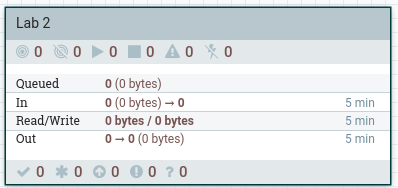 Lab 2
0 0 0 0 0 0
Queued 0 (0 bytes)
In 0 (0 bytes) → 0 5 min
Read/Write 0 bytes / 0 bytes 5 min
Out 0 → 0 (0 bytes) 5 min
0 0 0 0 ? 0